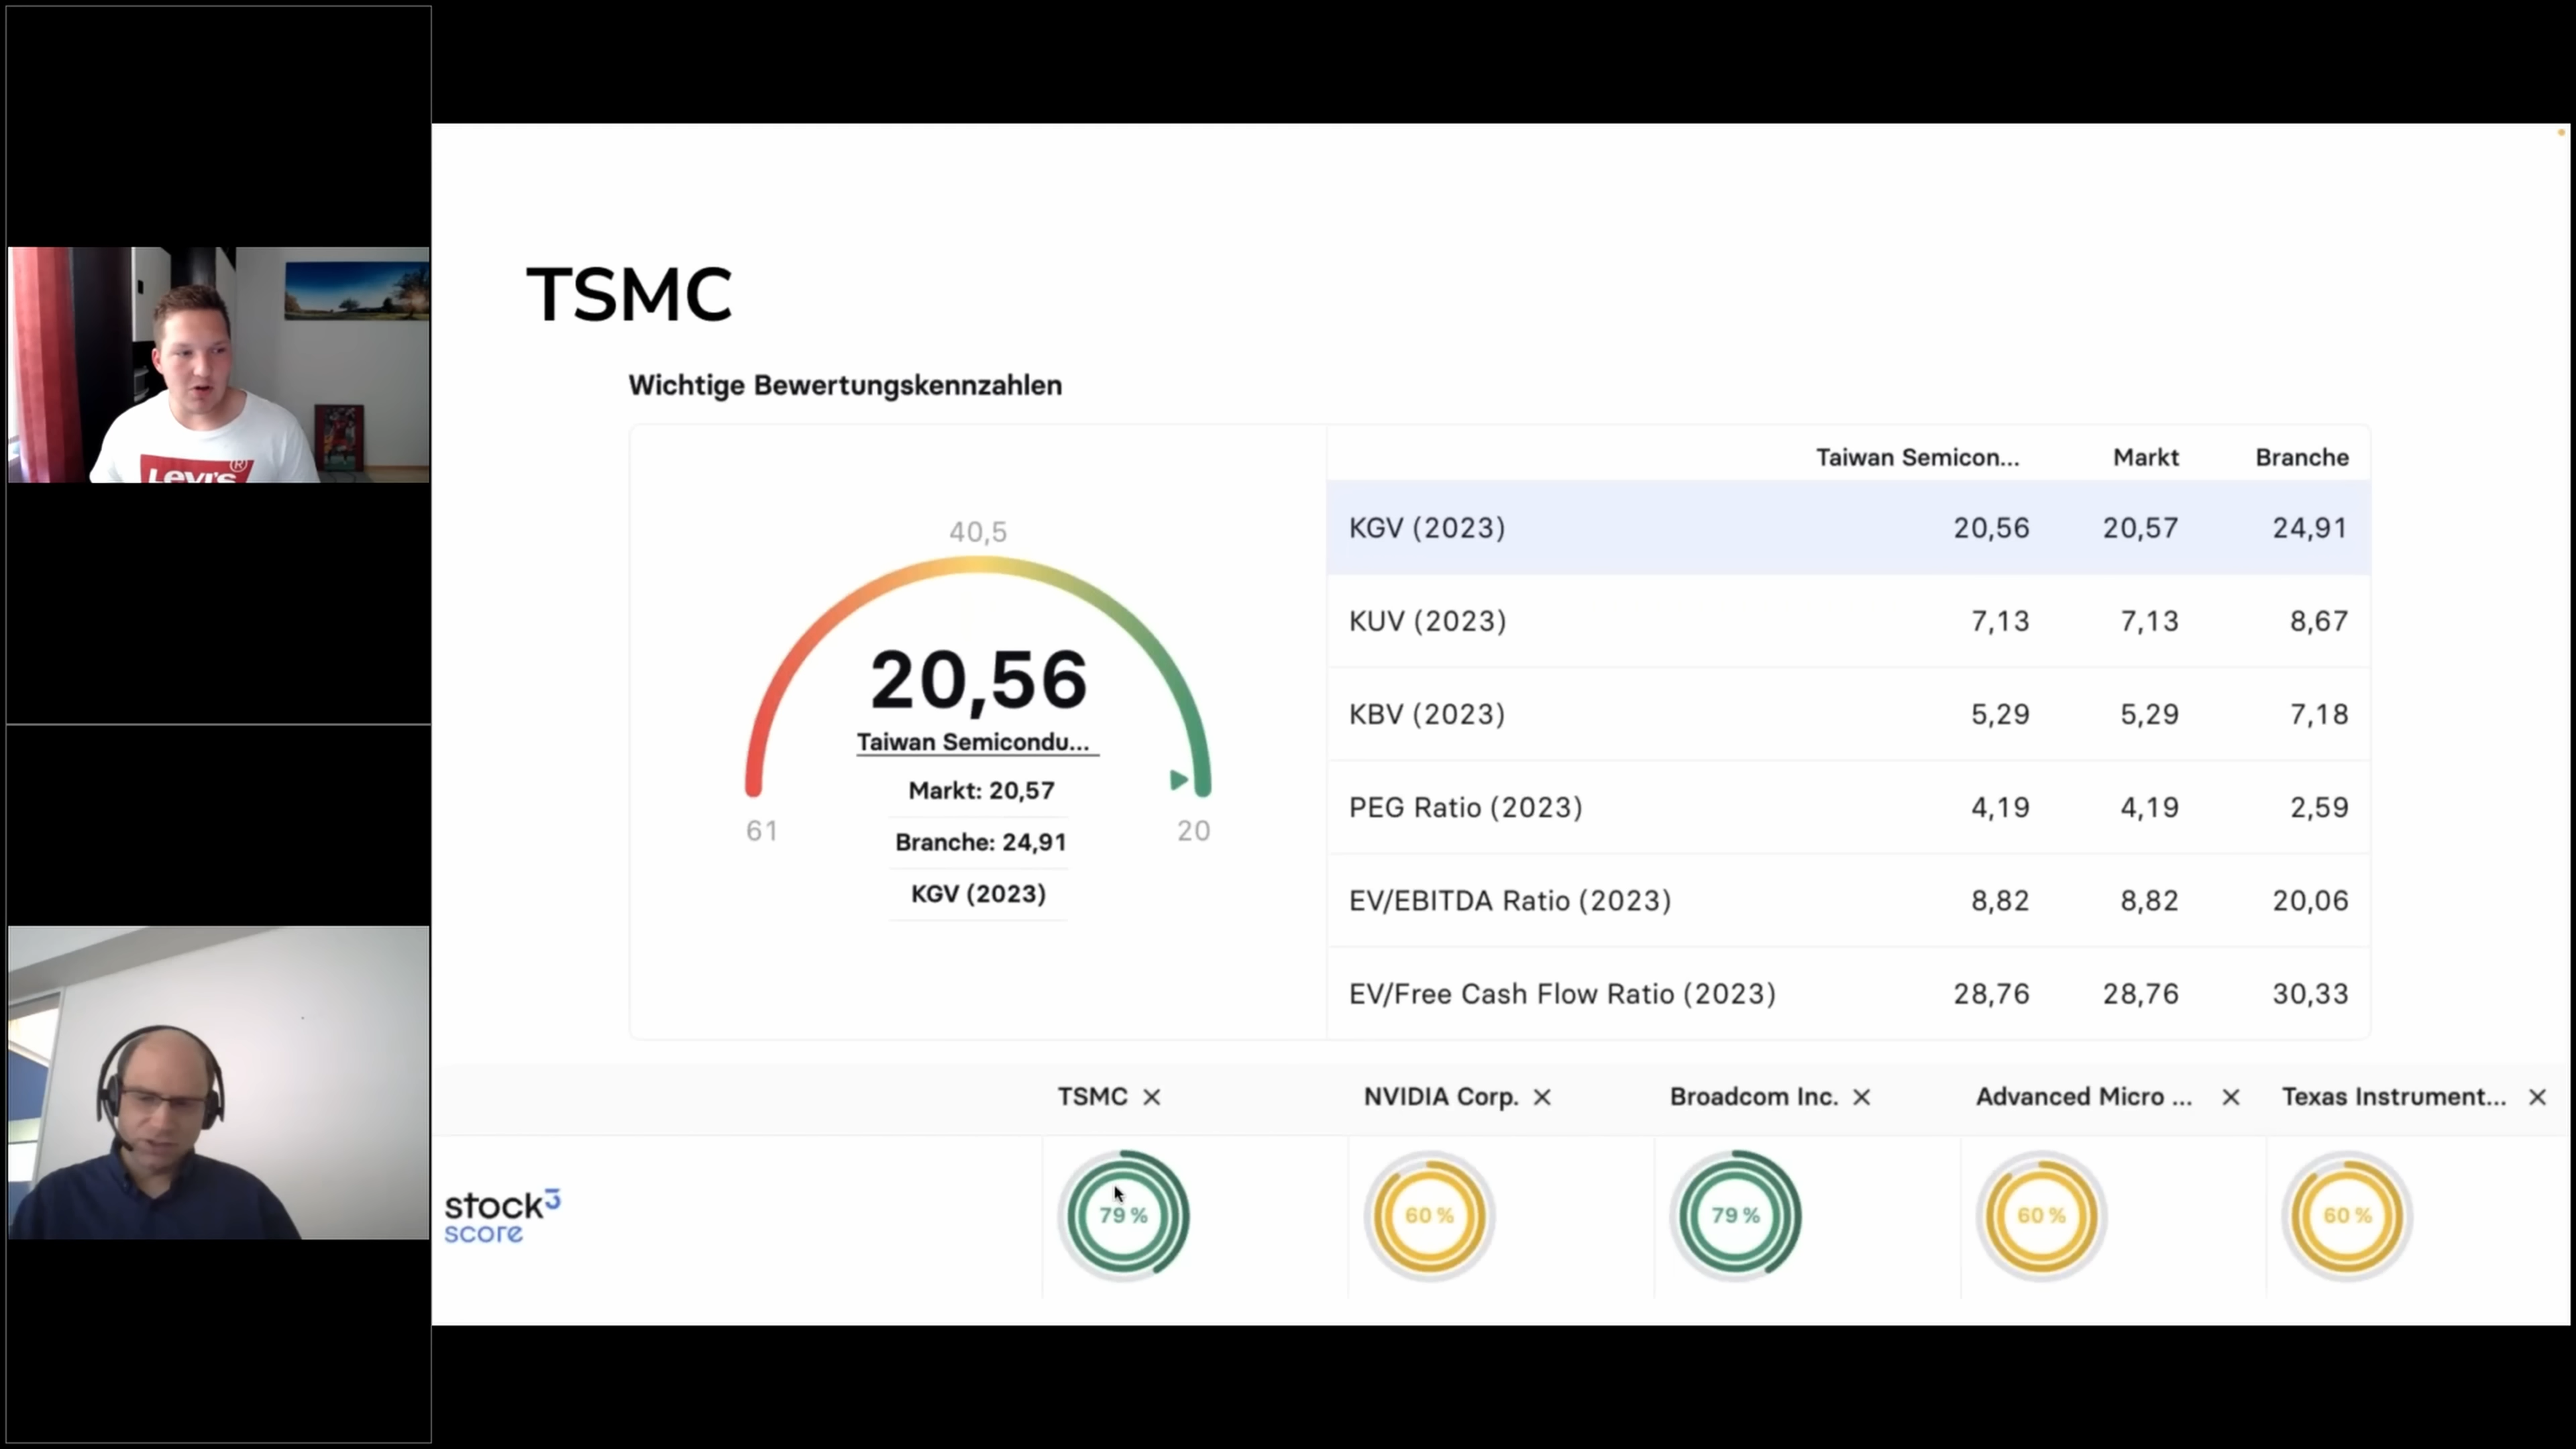 TSMC
Wichtige Bewertungskennzahlen
40,5
20,56
Taiwan Semicondu...
Markt: 20,57
Branche: 24,91
KGV (2023)
61
20
Taiwan Semicon... Markt Branche
KGV (2023) 20,56 20,57 24,91
KUV (2023) 7,13 7,13 8,67
KBV (2023) 5,29 5,29 7,18
PEG Ratio (2023) 4,19 4,19 2,59
EV/EBITDA Ratio (2023) 8,82 8,82 20,06
EV/Free Cash Flow Ratio (2023) 28,76 28,76 30,33
TSMC × NVIDIA Corp. × Broadcom Inc. × Advanced Micro ... × Texas Instrument... ×
stock3
score
79 % 60 % 79 % 60 % 60 %
Levi's ®